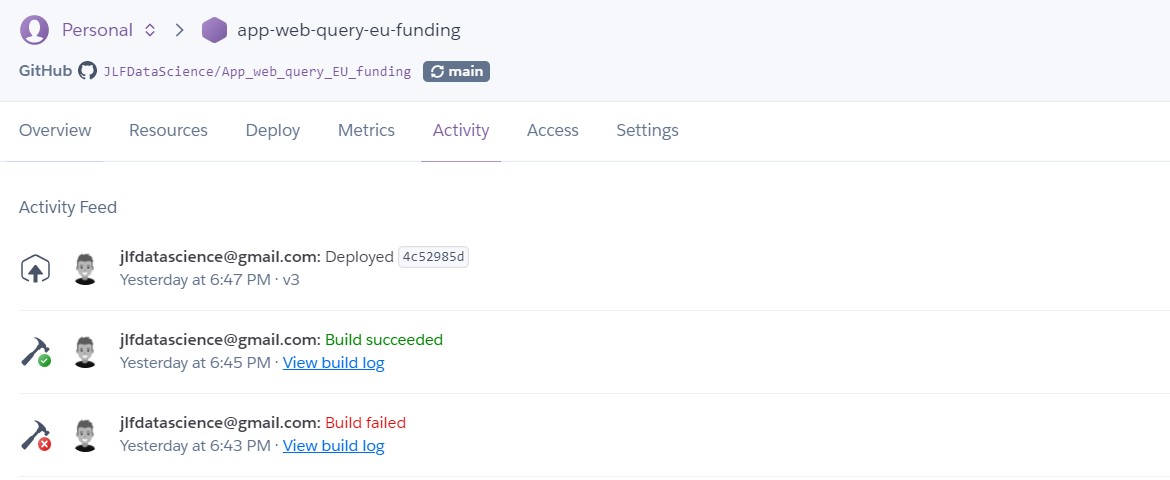 Personal app-web-query-eu-funding
GitHub JLFDataScience/App_web_query_EU_funding main
Overview Resources Deploy Metrics Activity Access Settings
Activity Feed
jlfdatascience@gmail.com: Deployed 4c52985d
Yesterday at 6:47 PM · v3
jlfdatascience@gmail.com: Build succeeded
Yesterday at 6:45 PM · View build log
jlfdatascience@gmail.com: Build failed
Yesterday at 6:43 PM · View build log